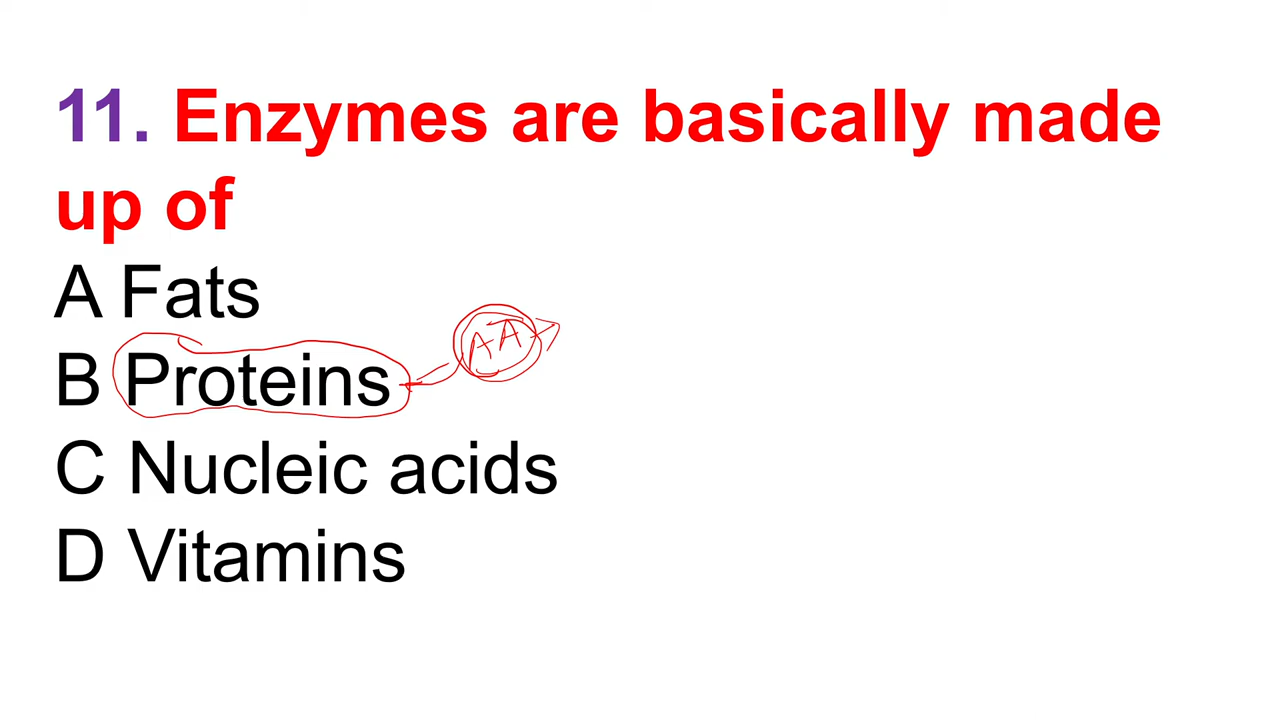 11. Enzymes are basically made
up of
A Fats
B Proteins
AA
C Nucleic acids
D Vitamins